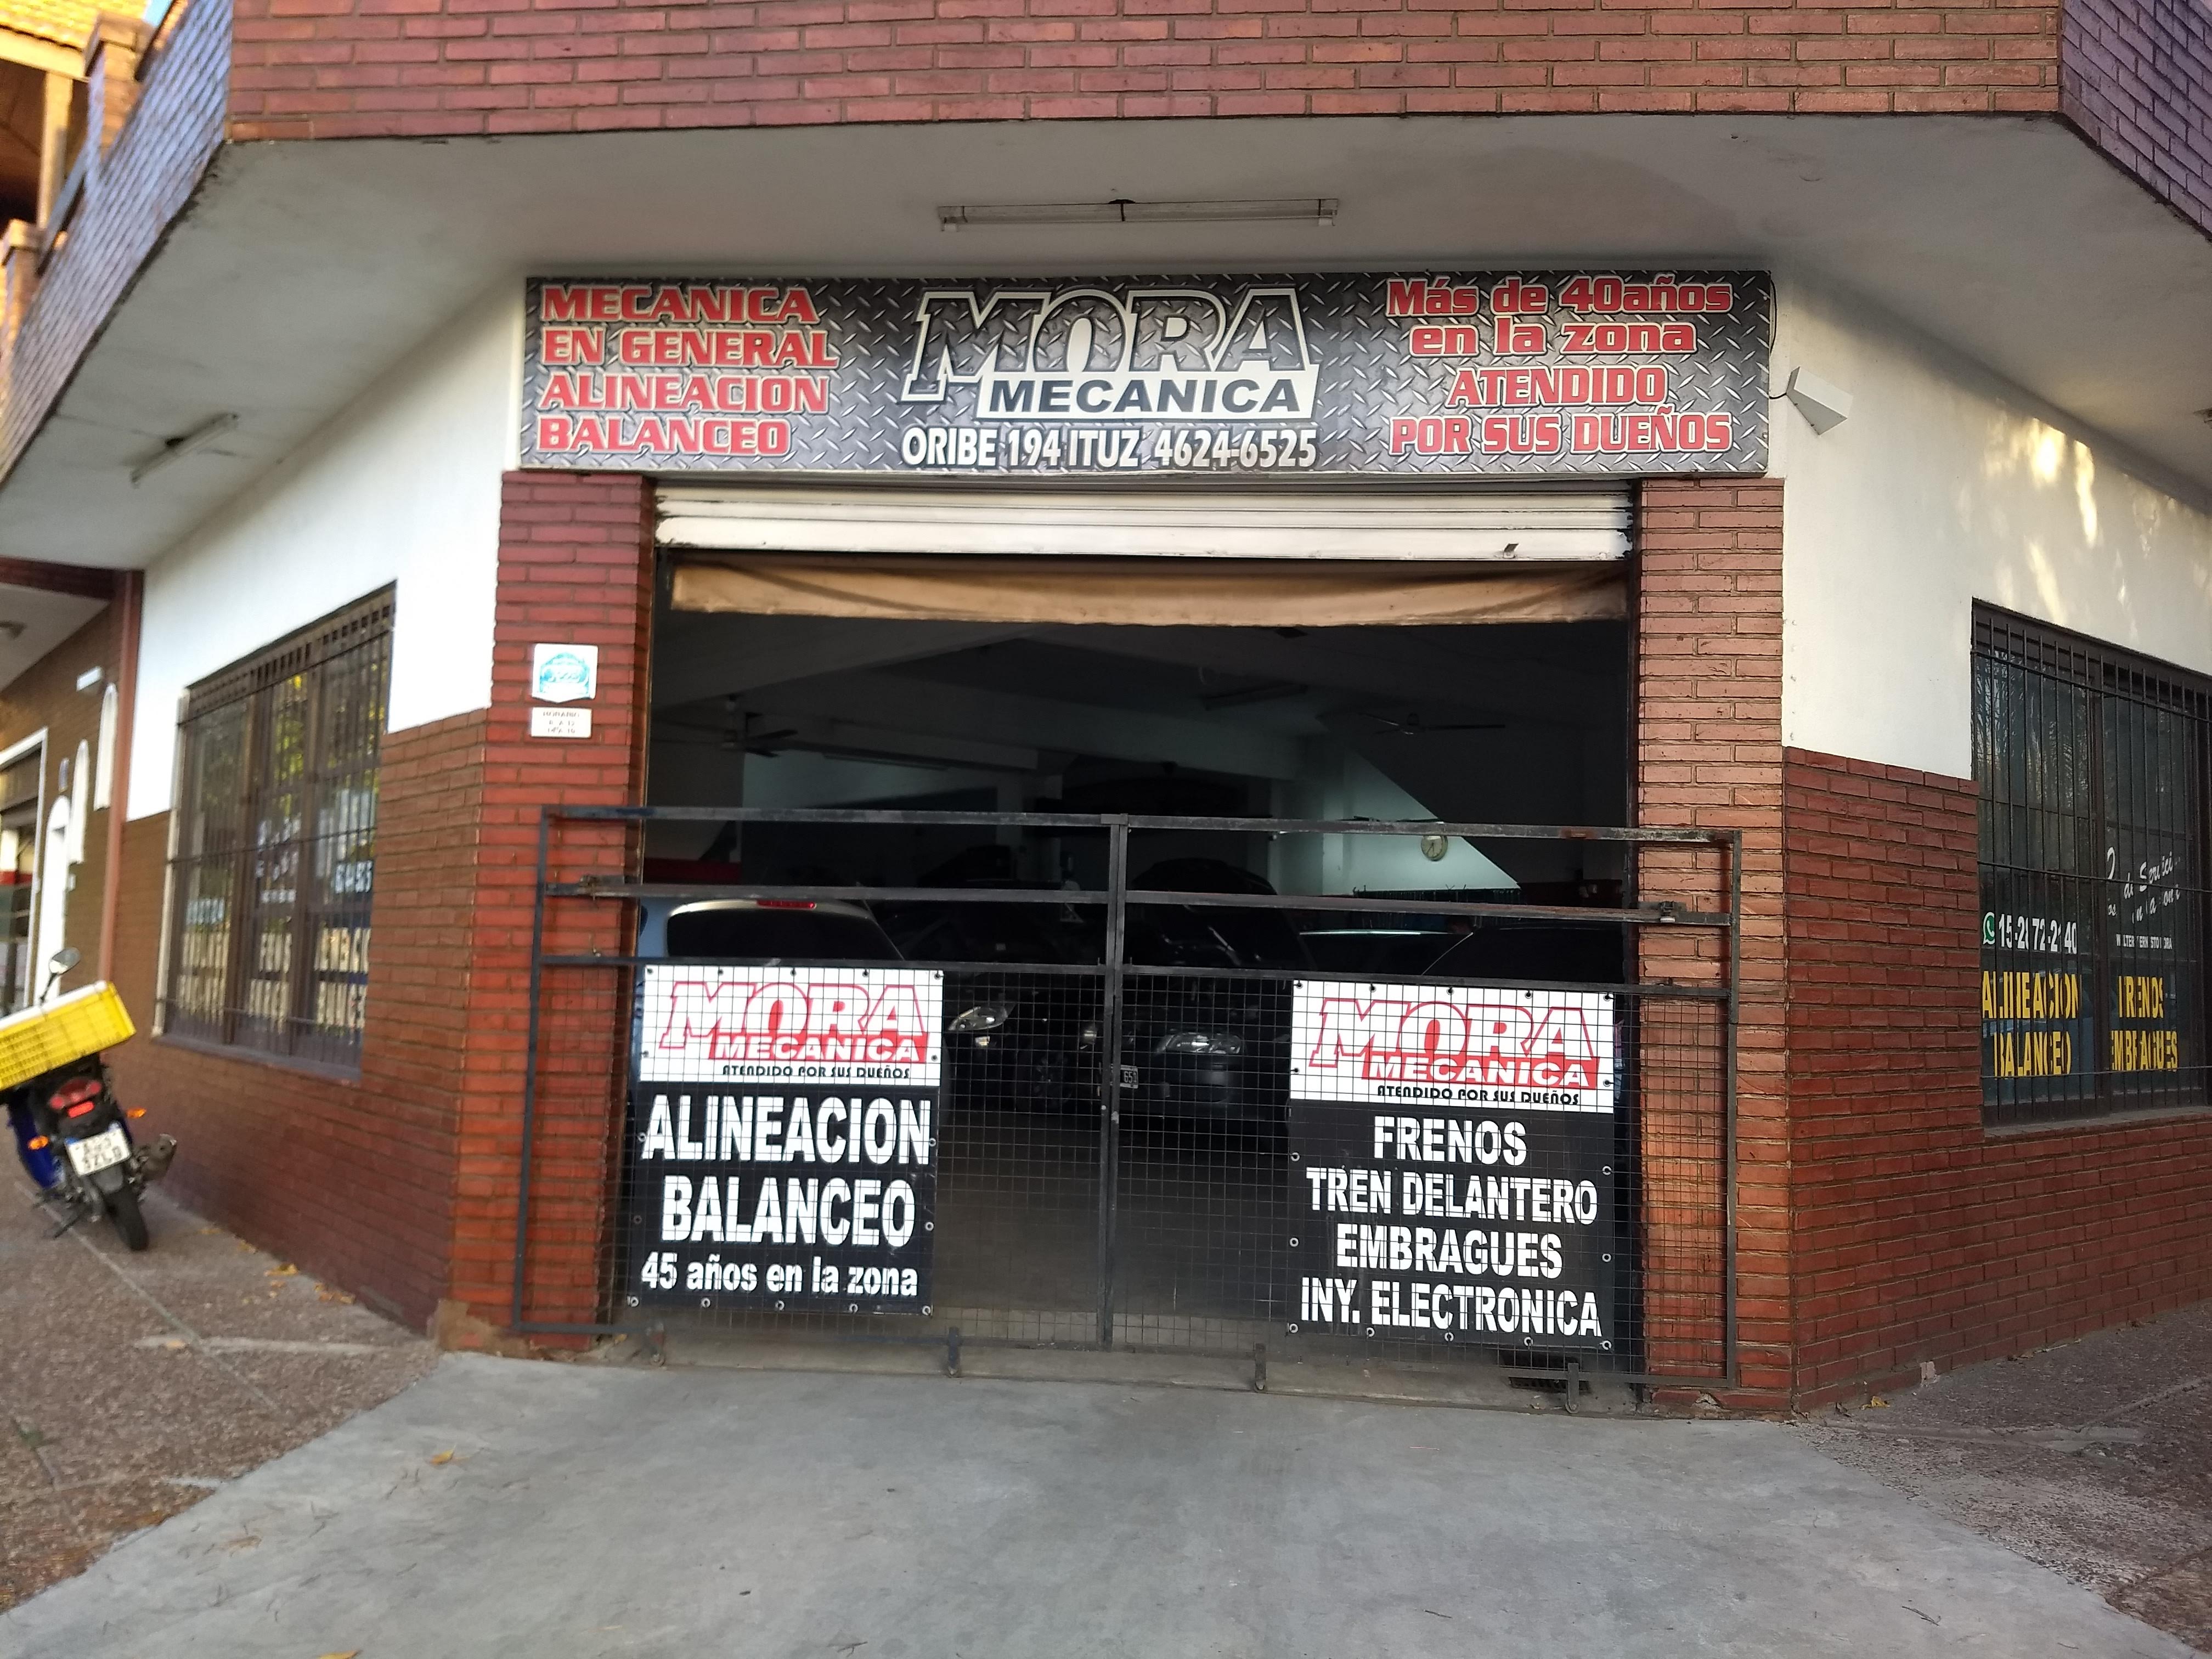 MECANICA
EN GENERAL
ALINEACION
BALANCEO
MORA
MECANICA
ORIBE 194 ITUZ 4624-6525
Más de 40años
en la zona
ATENDIDO
POR SUS DUEÑOS
HORARIO
MORA
MECANICA
ATENDIDO POR SUS DUEÑOS
ALINEACION
BALANCEO
45 años en la zona
MORA
MECANICA
ATENDIDO POR SUS DUEÑOS
FRENOS
TREN DELANTERO
EMBRAGUES
INY. ELECTRONICA
ALINEACION
BALANCEO
FRENOS
EMBRAGUES